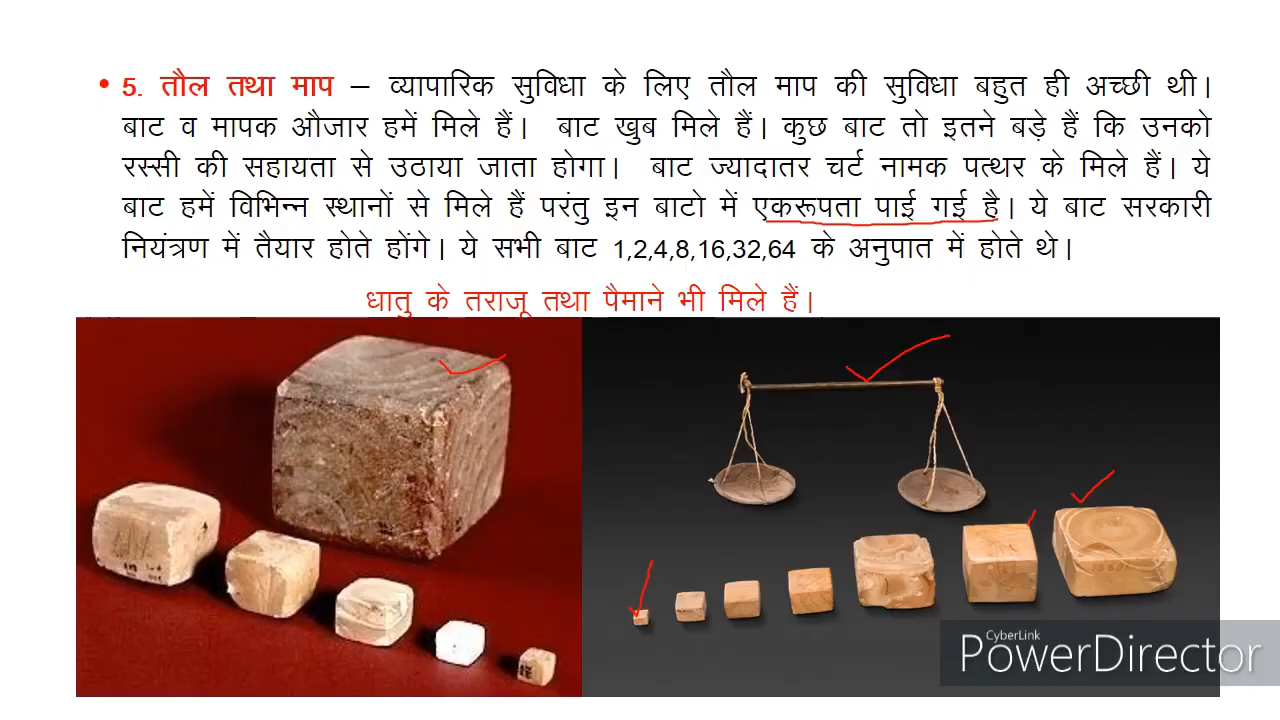 • 5. तौल तथा माप – व्यापारिक सुविधा के लिए तौल माप की सुविधा बहुत ही अच्छी थी।
बाट व मापक औजार हमें मिले हैं। बाट खुब मिले हैं। कुछ बाट तो इतने बड़े हैं कि उनको
रस्सी की सहायता से उठाया जाता होगा। बाट ज्यादातर चर्ट नामक पत्थर के मिले हैं। ये
बाट हमें विभिन्न स्थानों से मिले हैं परंतु इन बाटो में एकरूपता पाई गई है। ये बाट सरकारी
नियंत्रण में तैयार होते होंगे। ये सभी बाट 1,2,4,8,16,32,64 के अनुपात में होते थे।
धातु के तराजू तथा पैमाने भी मिले हैं।
CyberLink
PowerDirector